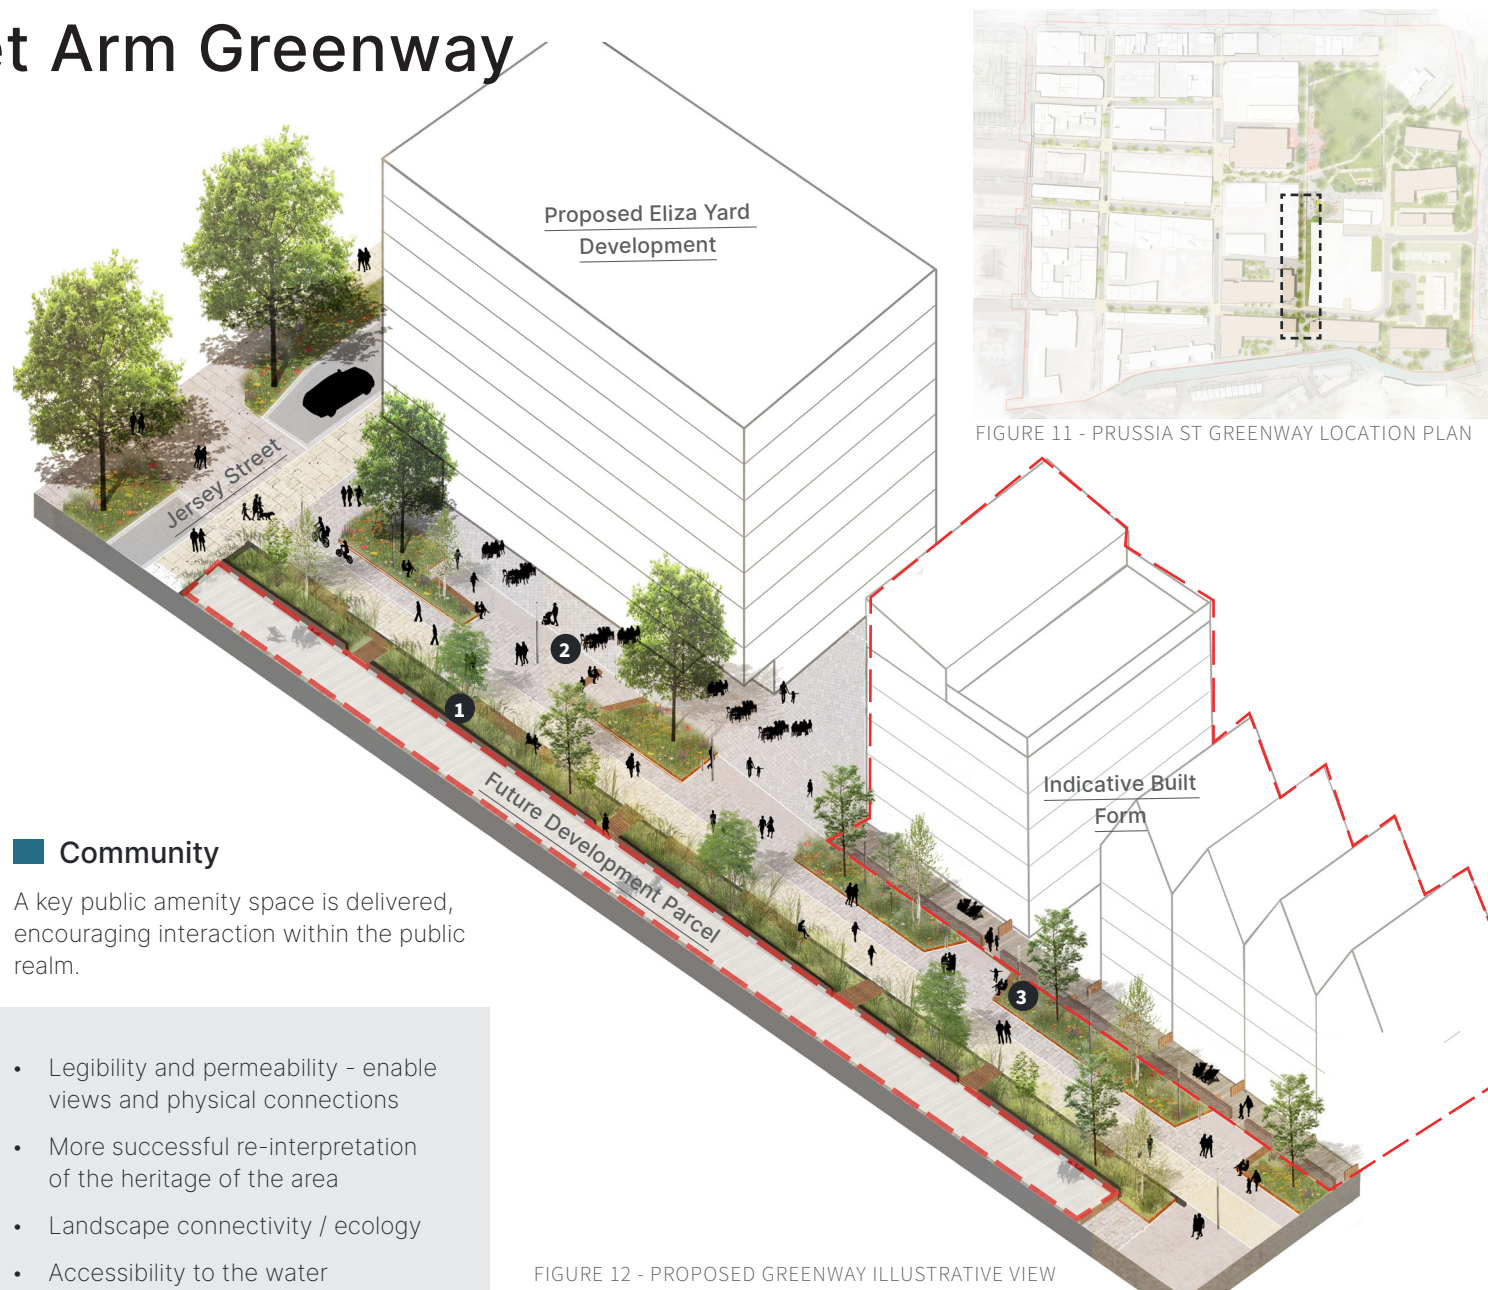 et Arm Greenway
Proposed Eliza Yard
Development
FIGURE 11 - PRUSSIA ST GREENWAY LOCATION PLAN
Jersey Street
2
1
Future Development Parcel
Indicative Built
Form
3
Community
A key public amenity space is delivered,
encouraging interaction within the public
realm.
• Legibility and permeability - enable
views and physical connections
• More successful re-interpretation
of the heritage of the area
• Landscape connectivity / ecology
• Accessibility to the water
FIGURE 12 - PROPOSED GREENWAY ILLUSTRATIVE VIEW